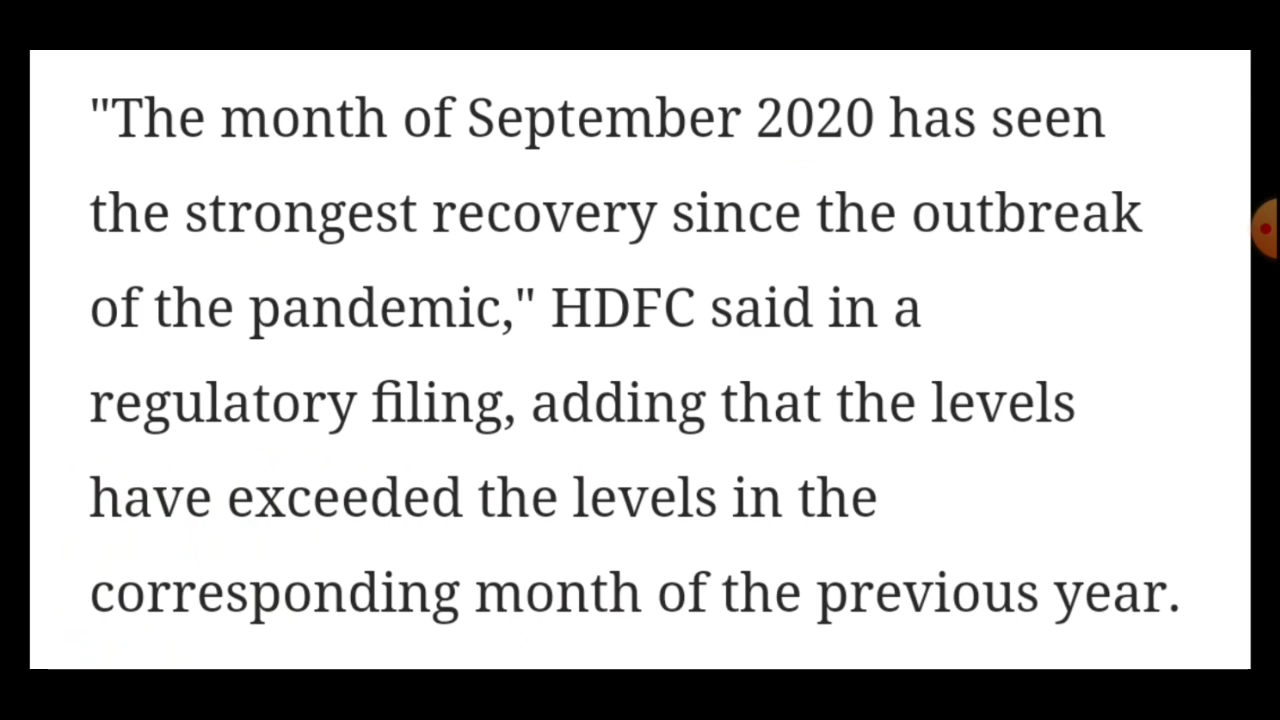 "The month of September 2020 has seen
the strongest recovery since the outbreak
of the pandemic," HDFC said in a
regulatory filing, adding that the levels
have exceeded the levels in the
corresponding month of the previous year.